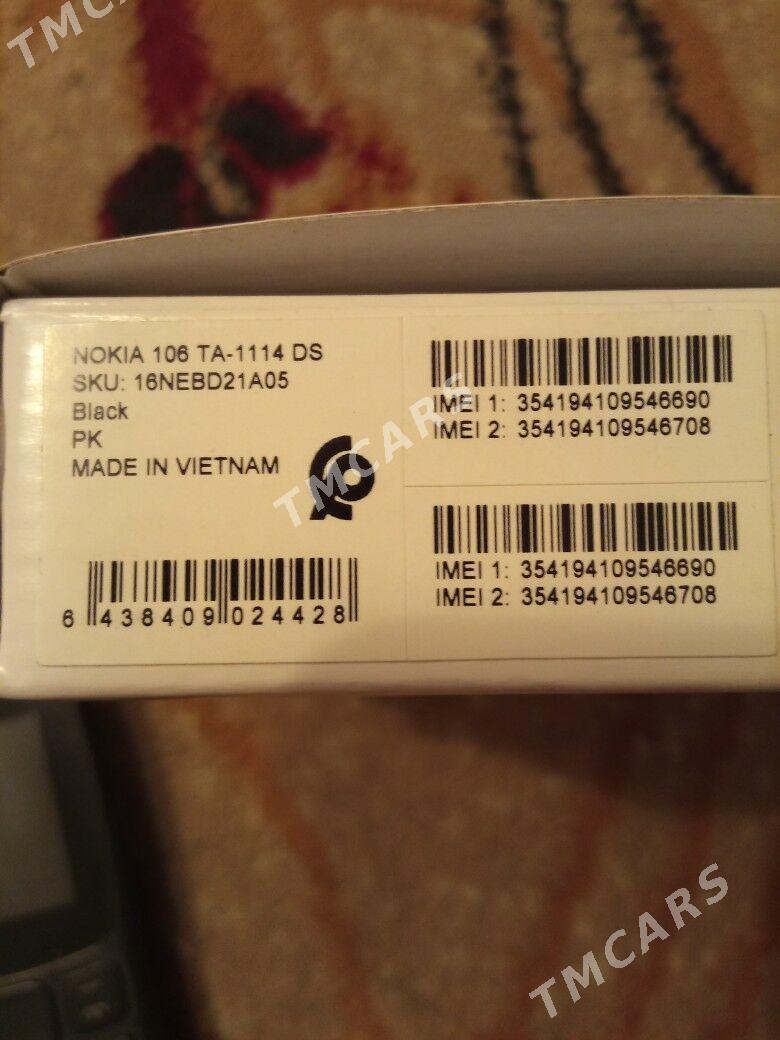 TMCARS
NOKIA 106 TA-1114 DS
SKU: 16NEBD21A05
Black
PK
MADE IN VIETNAM
6 438409 024428
IMEI 1: 354194109546690
IMEI 2: 354194109546708
IMEI 1: 354194109546690
IMEI 2: 354194109546708
TMCARS
TMCARS